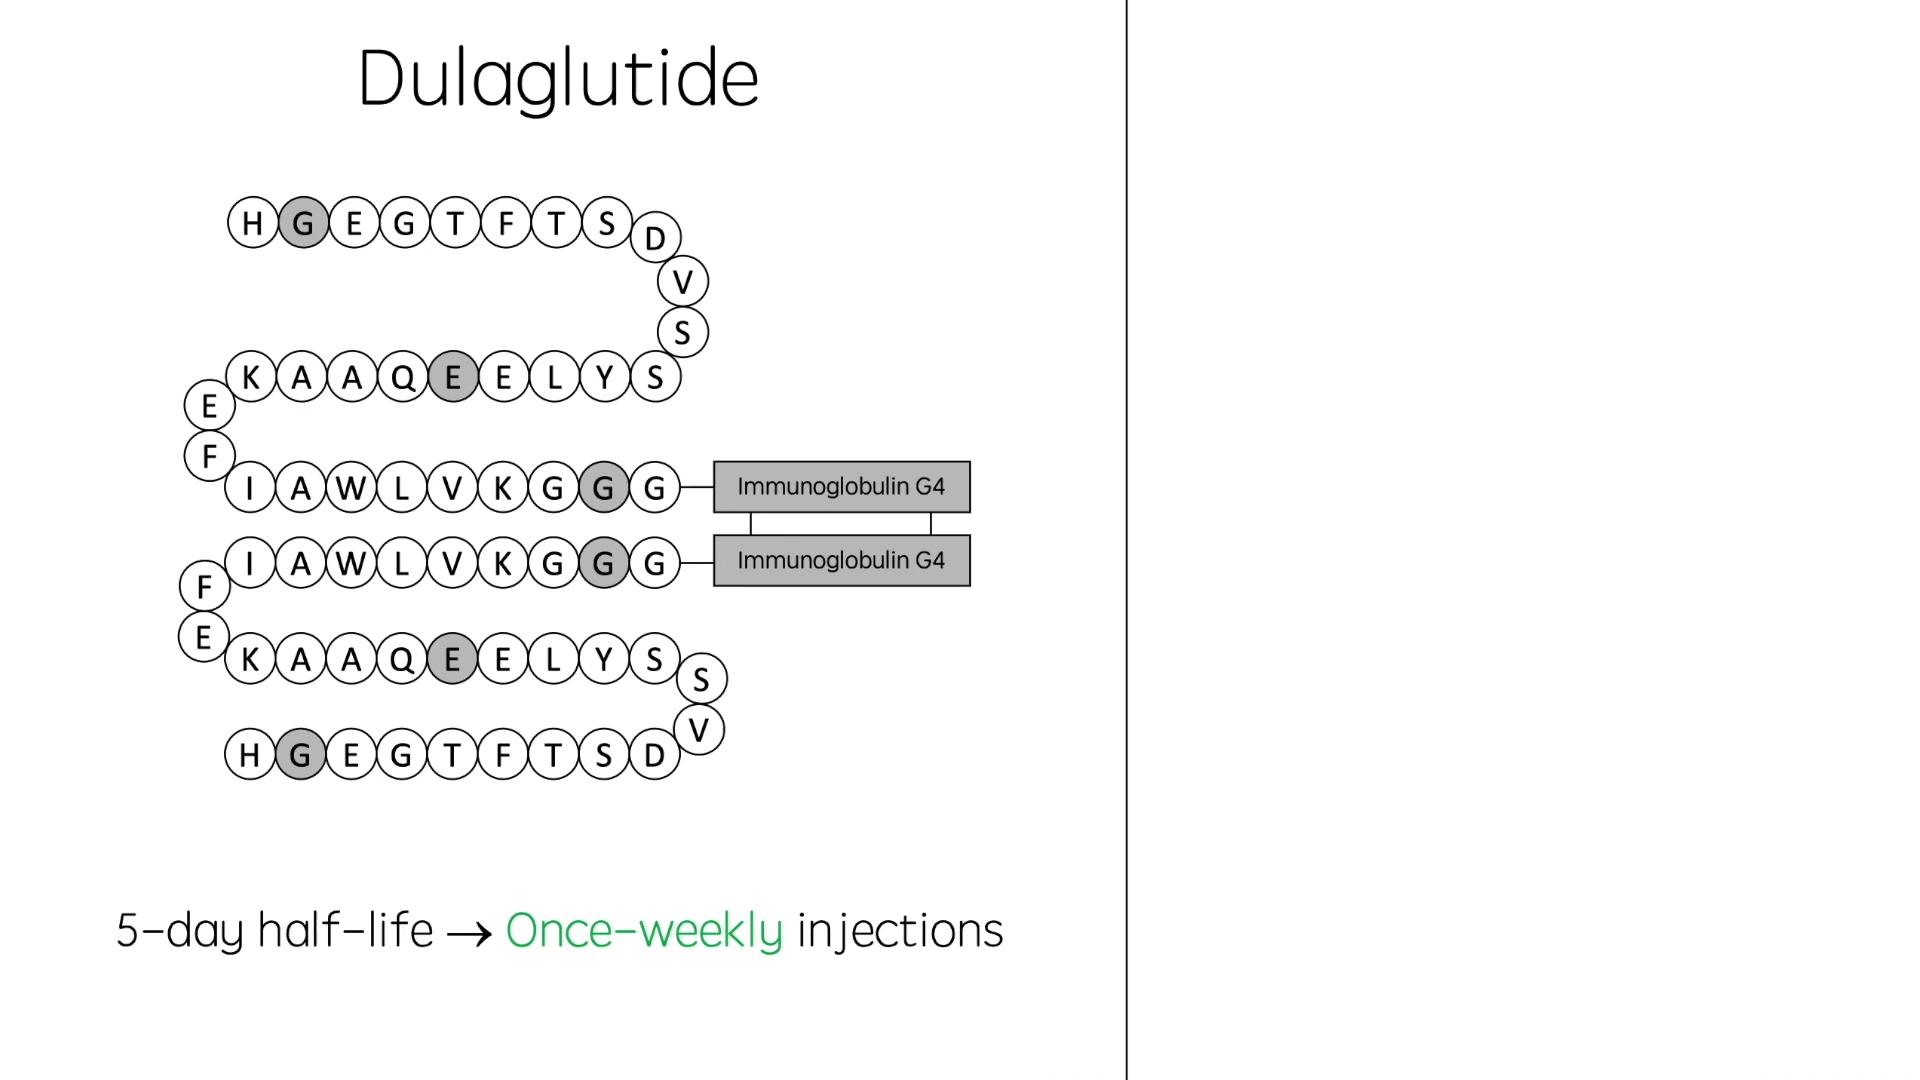 Dulaglutide
H G E G T F T S D
V
S
K A A Q E E L Y S
E
F
I A W L V K G G G Immunoglobulin G4
I A W L V K G G G Immunoglobulin G4
F
E
K A A Q E E L Y S S
V
H G E G T F T S D
5-day half-life → Once-weekly injections